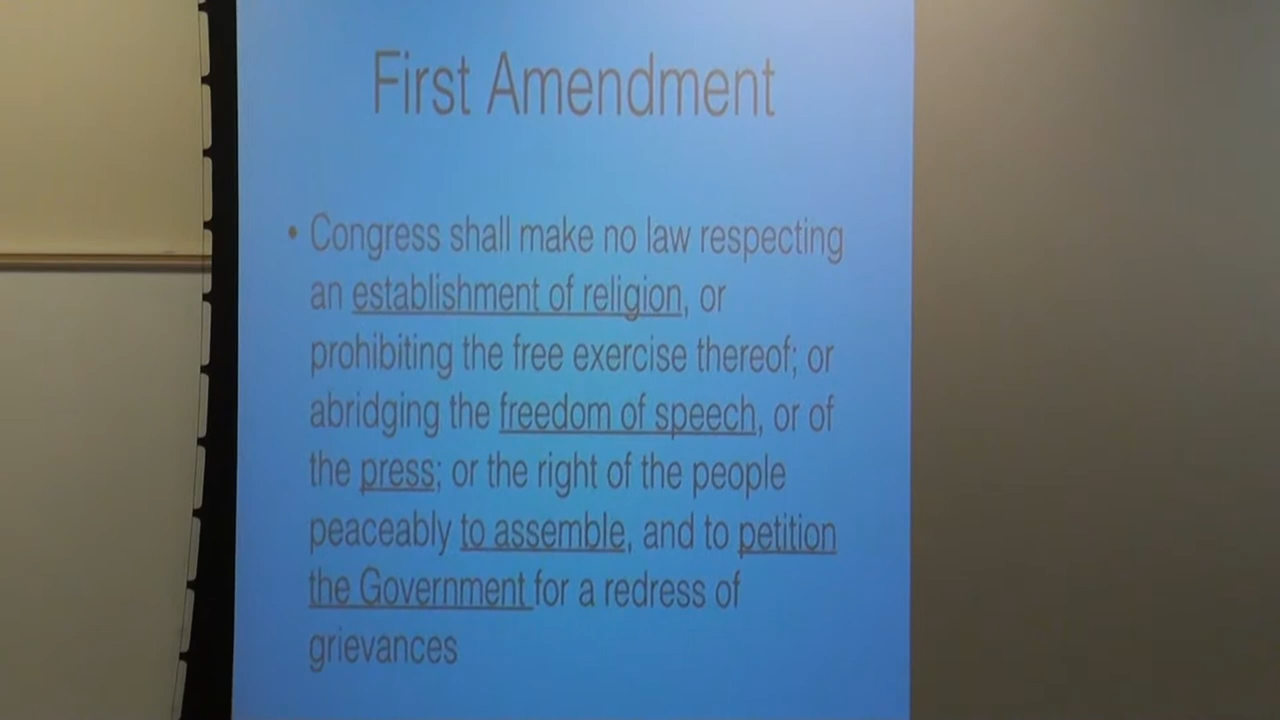 First Amendment
• Congress shall make no law respecting
an establishment of religion, or
prohibiting the free exercise thereof; or
abridging the freedom of speech, or of
the press; or the right of the people
peaceably to assemble, and to petition
the Government for a redress of
grievances